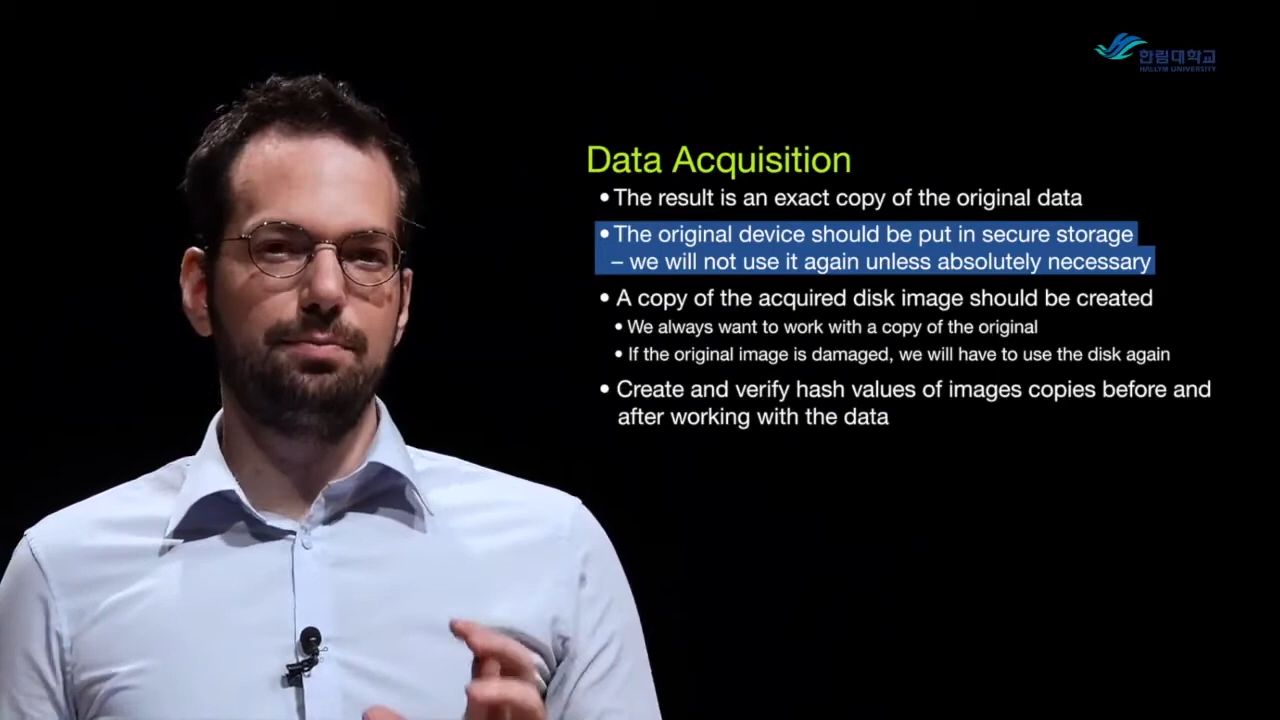 한림대학교
HALLYM UNIVERSITY
Data Acquisition
• The result is an exact copy of the original data
• The original device should be put in secure storage
– we will not use it again unless absolutely necessary
• A copy of the acquired disk image should be created
• We always want to work with a copy of the original
• If the original image is damaged, we will have to use the disk again
• Create and verify hash values of images copies before and
after working with the data